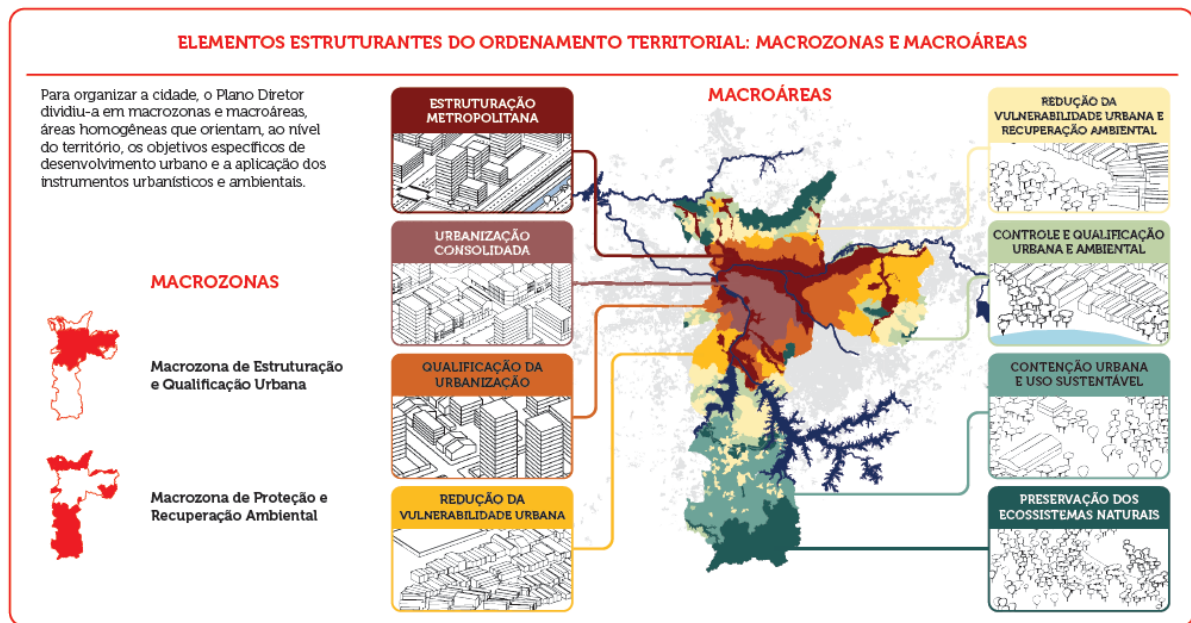 ELEMENTOS ESTRUTURANTES DO ORDENAMENTO TERRITORIAL: MACROZONAS E MACROÁREAS
Para organizar a cidade, o Plano Diretor
dividiu-a em macrozonas e macroáreas,
áreas homogêneas que orientam, ao nível
do território, os objetivos específicos de
desenvolvimento urbano e a aplicação dos
instrumentos urbanísticos e ambientais.
MACROZONAS
Macrozona de Estruturação
e Qualificação Urbana
Macrozona de Proteção e
Recuperação Ambiental
ESTRUTURAÇÃO
METROPOLITANA
URBANIZAÇÃO
CONSOLIDADA
QUALIFICAÇÃO DA
URBANIZAÇÃO
REDUÇÃO DA
VULNERABILIDADE URBANA
MACROÁREAS
REDUÇÃO DA
VULNERABILIDADE URBANA E
RECUPERAÇÃO AMBIENTAL
CONTROLE E QUALIFICAÇÃO
URBANA E AMBIENTAL
CONTENÇÃO URBANA
E USO SUSTENTÁVEL
PRESERVAÇÃO DOS
ECOSSISTEMAS NATURAIS